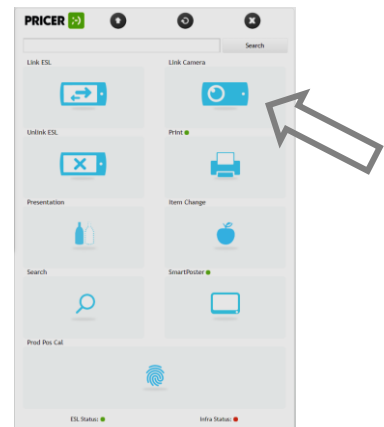 PRICER :-)
Search
Link ESL
Link Camera
Unlink ESL
Print
Presentation
Item Change
Search
SmartPoster
Prod Pos Cal
ESL Status:
Infra Status: